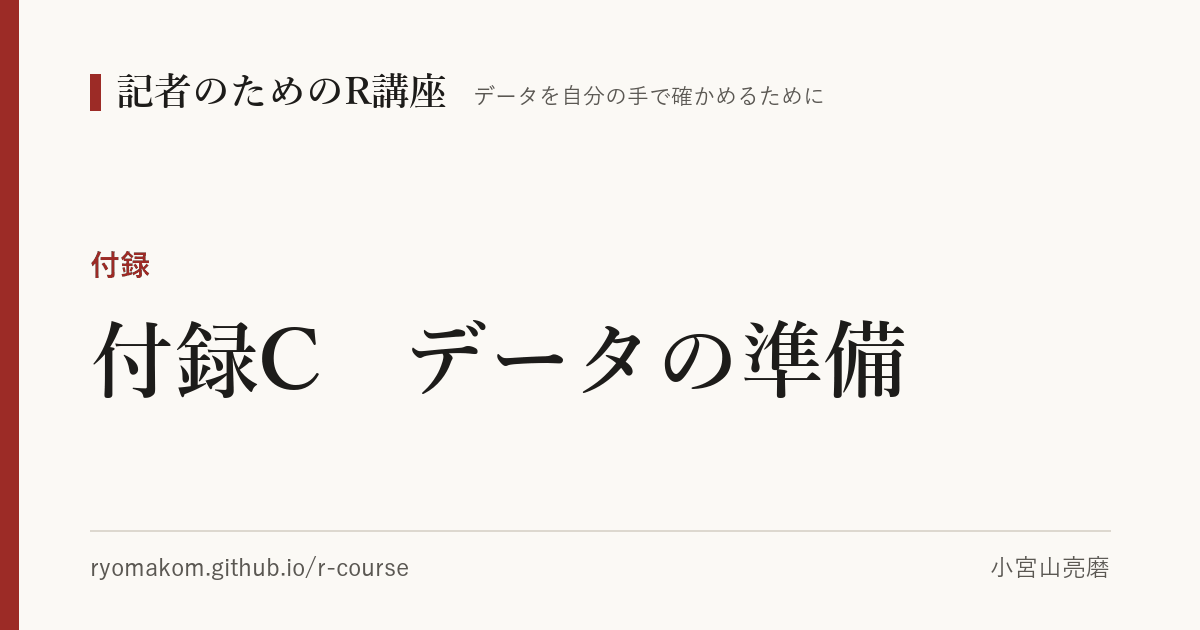 記者のためのR講座 データを自分の手で確かめるために
付録
付録C　データの準備
ryomakom.github.io/r-course 小宮山亮磨